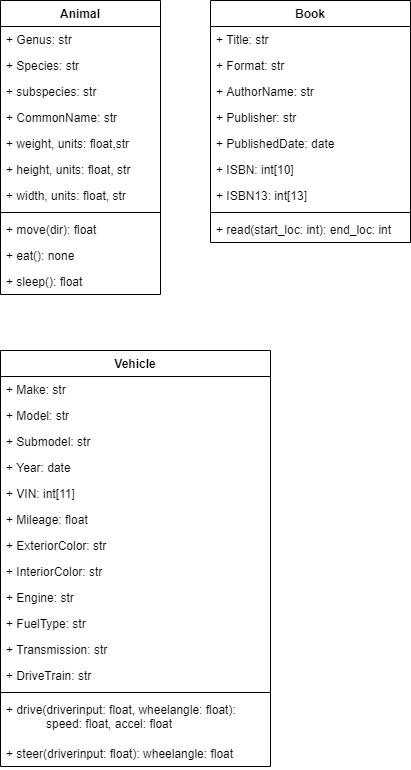 Animal
+ Genus: str
+ Species: str
+ subspecies: str
+ CommonName: str
+ weight, units: float,str
+ height, units: float, str
+ width, units: float, str
+ move(dir): float
+ eat(): none
+ sleep(): float
Book
+ Title: str
+ Format: str
+ AuthorName: str
+ Publisher: str
+ PublishedDate: date
+ ISBN: int[10]
+ ISBN13: int[13]
+ read(start_loc: int): end_loc: int
Vehicle
+ Make: str
+ Model: str
+ Submodel: str
+ Year: date
+ VIN: int[11]
+ Mileage: float
+ ExteriorColor: str
+ InteriorColor: str
+ Engine: str
+ FuelType: str
+ Transmission: str
+ DriveTrain: str
+ drive(driverinput: float, wheelangle: float):
speed: float, accel: float
+ steer(driverinput: float): wheelangle: float